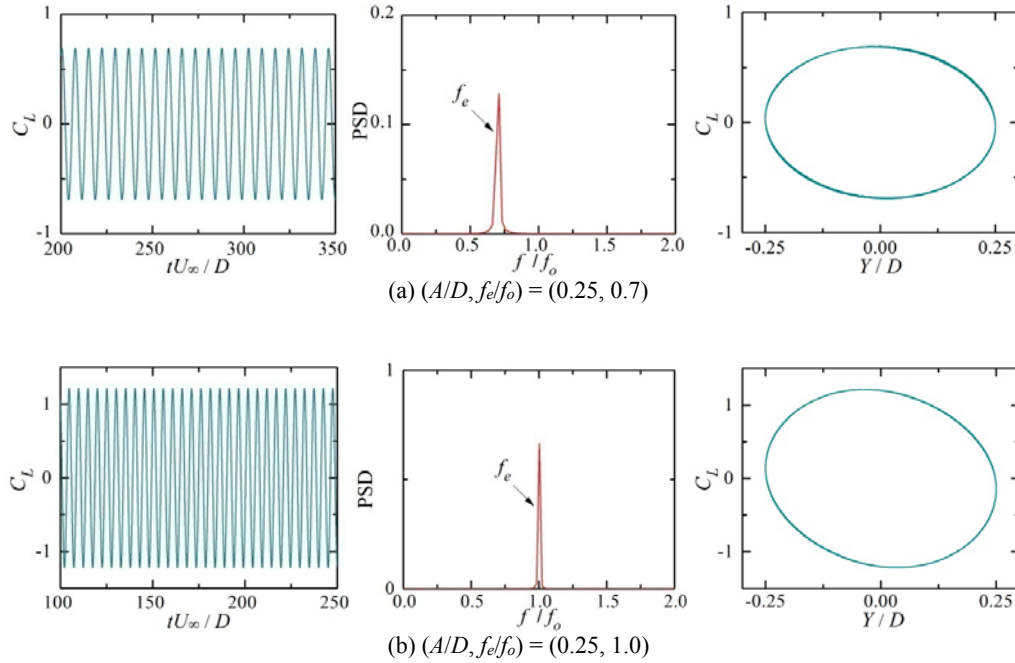 1
0
-1
C_L
200
250
300
350
tU∞ / D
0.2
0.1
0.0
PSD
f_e
0.0
0.5
1.0
1.5
2.0
f / f_o
1
0
-1
C_L
-0.25
0.00
0.25
Y / D
(a) (A/D, f_e/f_o) = (0.25, 0.7)
1
0
-1
C_L
100
150
200
250
tU∞ / D
1
0
PSD
f_e
0.0
0.5
1.0
1.5
2.0
f / f_o
1
0
-1
C_L
-0.25
0.00
0.25
Y / D
(b) (A/D, f_e/f_o) = (0.25, 1.0)